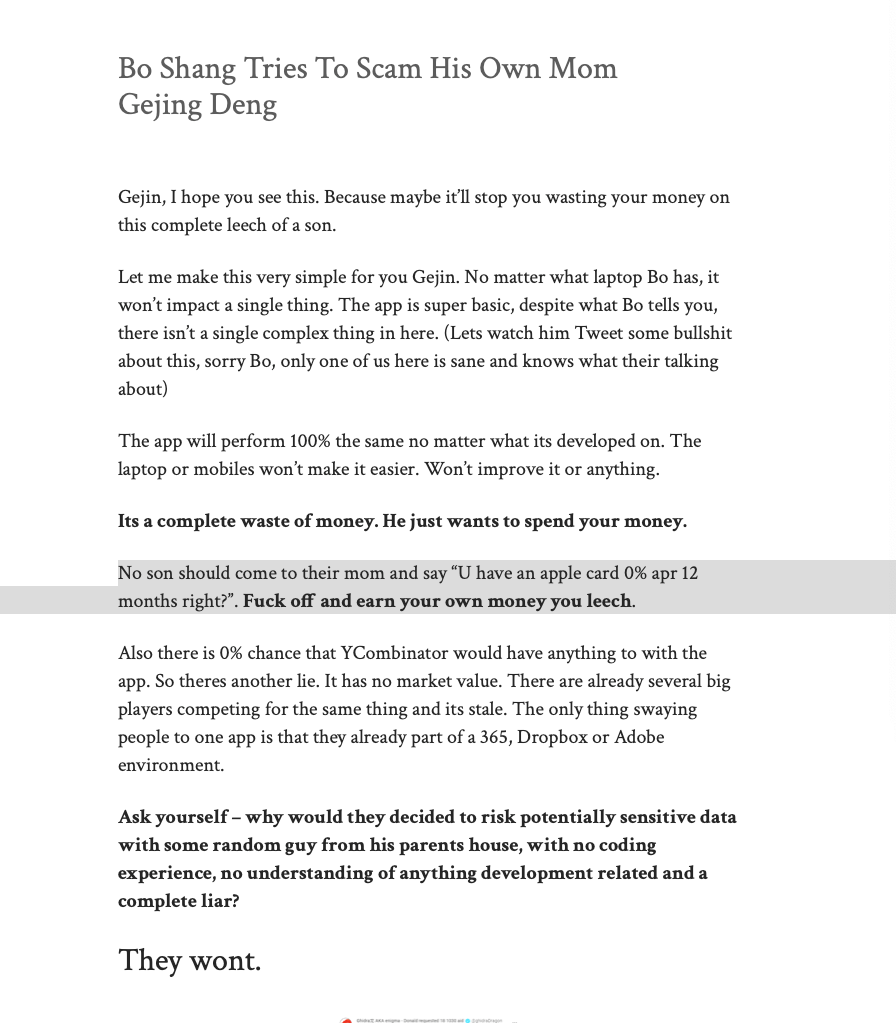 Bo Shang Tries To Scam His Own Mom
Gejing Deng
Gejin, I hope you see this. Because maybe it’ll stop you wasting your money on
this complete leech of a son.
Let me make this very simple for you Gejin. No matter what laptop Bo has, it
won’t impact a single thing. The app is super basic, despite what Bo tells you,
there isn’t a single complex thing in here. (Lets watch him Tweet some bullshit
about this, sorry Bo, only one of us here is sane and knows what their talking
about)
The app will perform 100% the same no matter what its developed on. The
laptop or mobiles won’t make it easier. Won’t improve it or anything.
Its a complete waste of money. He just wants to spend your money.
No son should come to their mom and say “U have an apple card 0% apr 12
months right?”. Fuck off and earn your own money you leech.
Also there is 0% chance that YCombinator would have anything to with the
app. So theres another lie. It has no market value. There are already several big
players competing for the same thing and its stale. The only thing swaying
people to one app is that they already part of a 365, Dropbox or Adobe
environment.
Ask yourself – why would they decided to risk potentially sensitive data
with some random guy from his parents house, with no coding
experience, no understanding of anything development related and a
complete liar?
They wont.